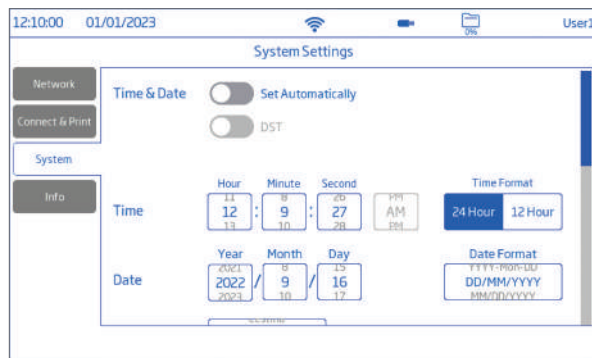 12:10:00 01/01/2023 0% User1
System Settings
Network
Connect & Print
System
Info
Time & Date Set Automatically
DST
Hour Minute Second Time Format
11 8 26 PM
Time 12 : 9 : 27 AM 24 Hour 12 Hour
13 10 28 PM
Year Month Day Date Format
2021 8 15 YYYY-Mon-DD
Date 2022 / 9 / 16 DD/MM/YYYY
2023 10 17 MM/DD/YYYY